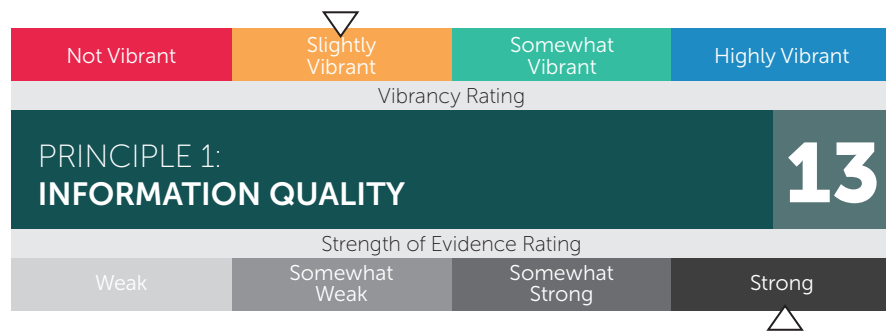 Not Vibrant
Slightly
Vibrant
Somewhat
Vibrant
Highly Vibrant
Vibrancy Rating
PRINCIPLE 1:
INFORMATION QUALITY
13
Strength of Evidence Rating
Weak
Somewhat
Weak
Somewhat
Strong
Strong